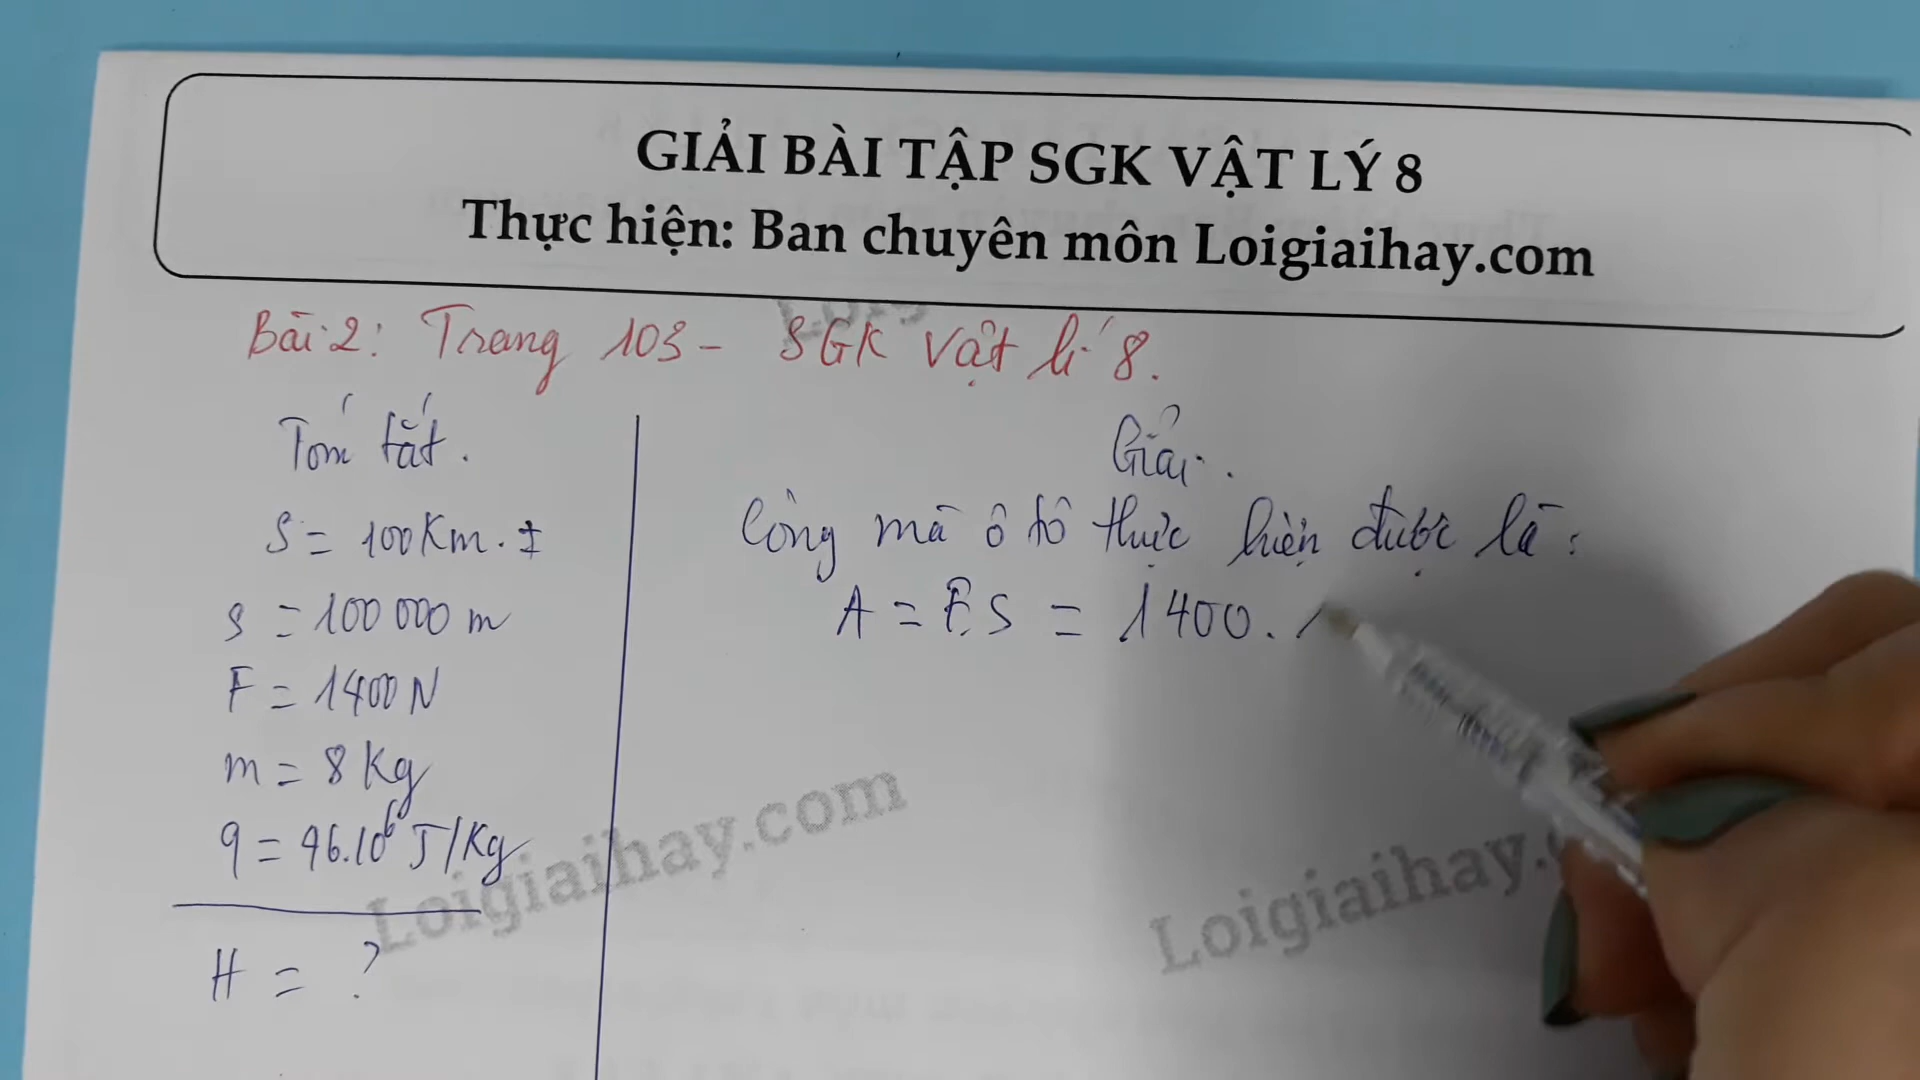 GIẢI BÀI TẬP SGK VẬT LÝ 8
Thực hiện: Ban chuyên môn Loigiaihay.com
Bài 2: Trang 103 - SGK Vật lí 8.
Tóm tắt.
S = 100Km.
s = 100 000 m
F = 1400 N
m = 8 Kg
q = 46.10⁶ J/Kg
H = ?
Giải.
Công mà ô tô thực hiện được là:
A = F.S = 1400.
Loigiaihay.com
Loigiaihay.